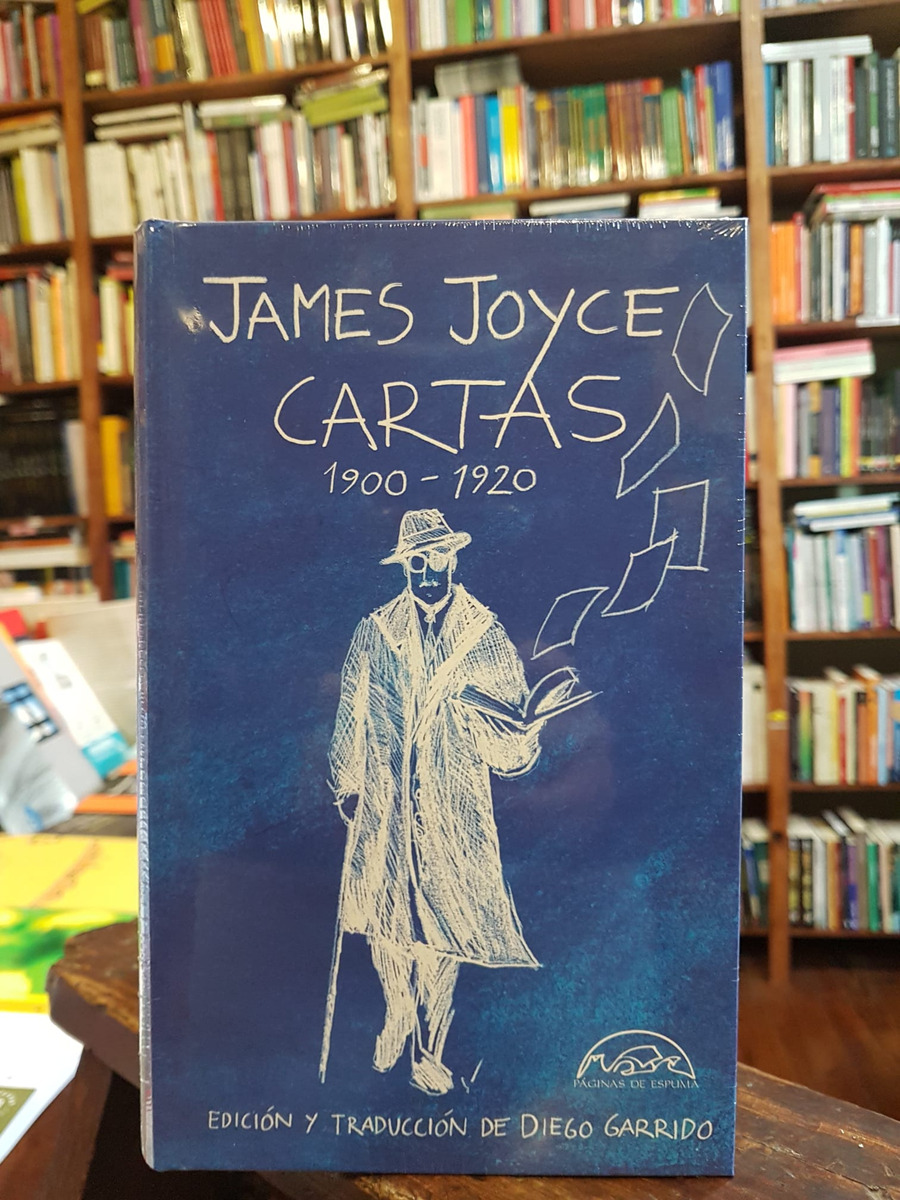 JAMES JOYCE
CARTAS
1900 - 1920
PÁGINAS DE ESPUMA
EDICIÓN Y TRADUCCIÓN DE DIEGO GARRIDO